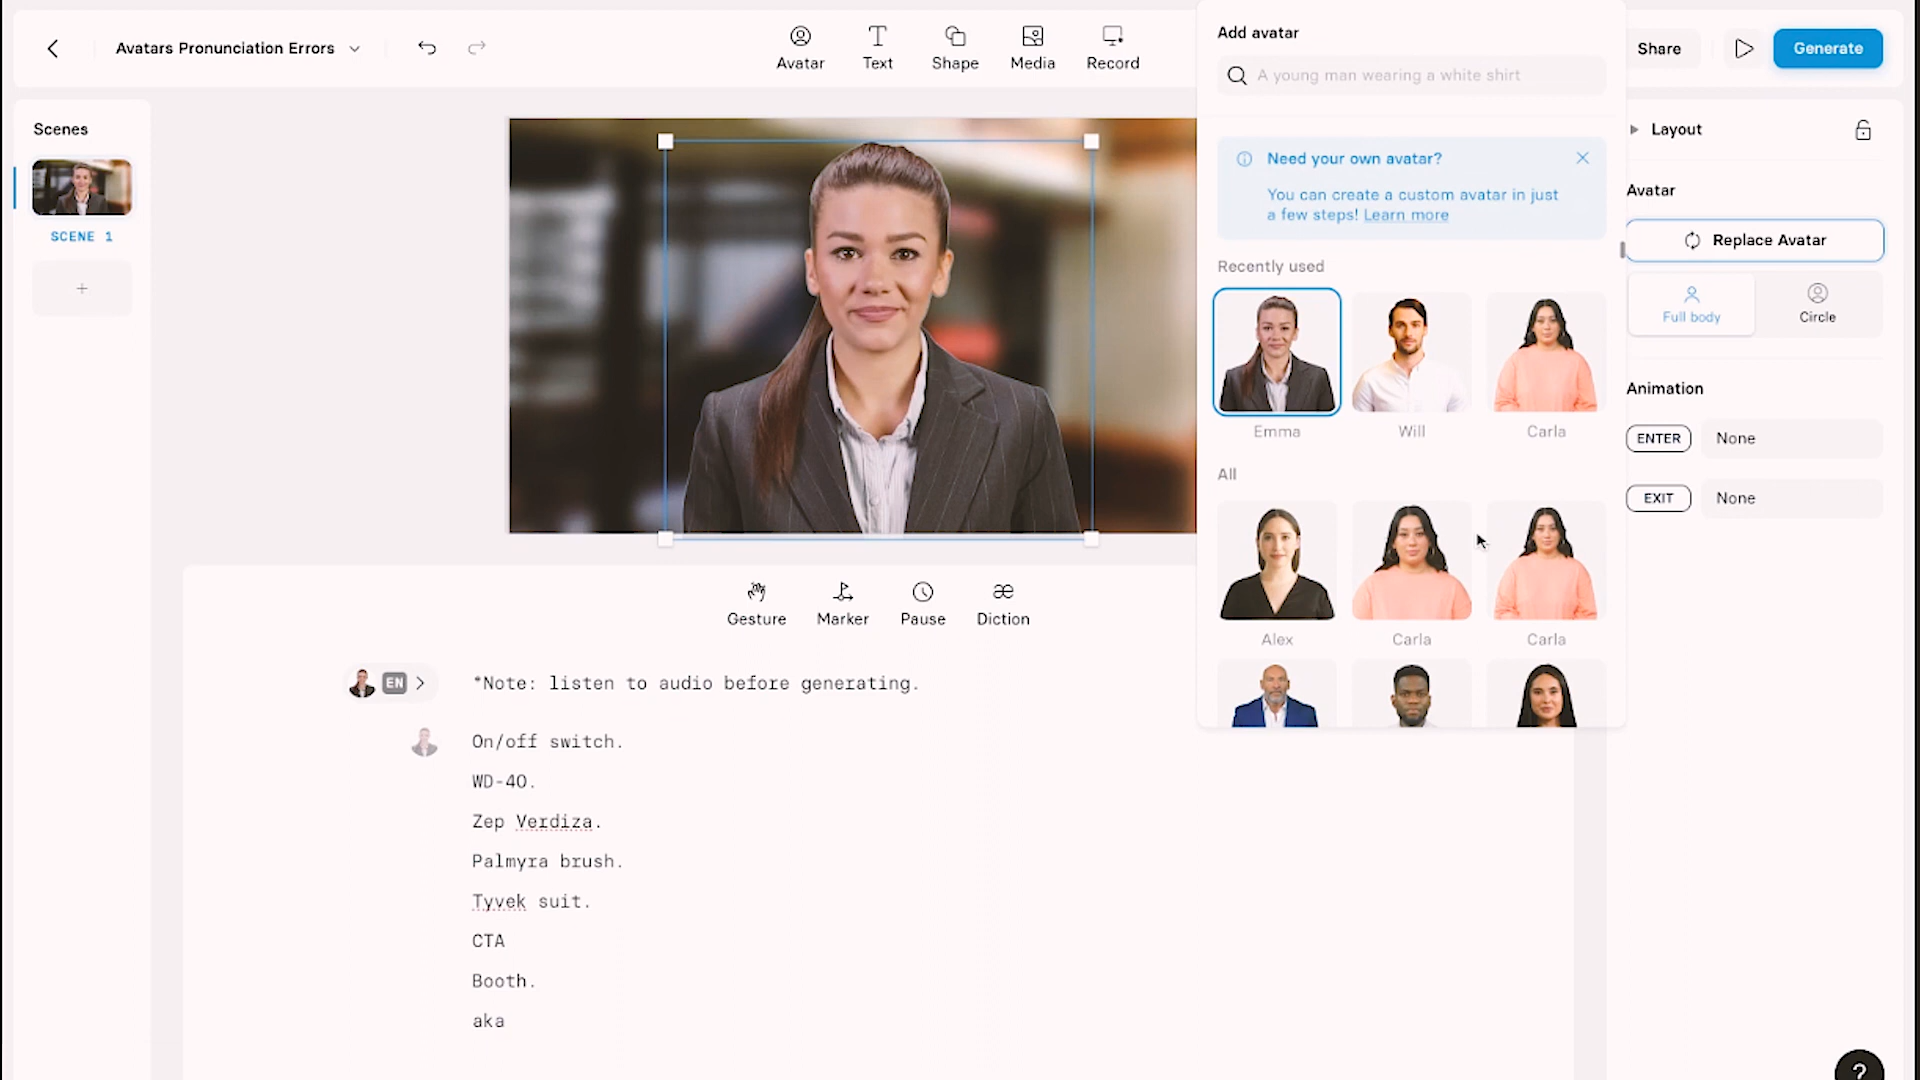 Avatars Pronunciation Errors
Avatar
Text
Shape
Media
Record
Share
Generate
Scenes
SCENE 1
+
Add avatar
A young man wearing a white shirt
Need your own avatar?
You can create a custom avatar in just
a few steps! Learn more
Recently used
Emma
Will
Carla
All
Alex
Carla
Carla
Layout
Avatar
Replace Avatar
Full body
Circle
Animation
ENTER
None
EXIT
None
Gesture
Marker
Pause
æ
Diction
EN
*Note: listen to audio before generating.
On/off switch.
WD-40.
Zep Verdiza.
Palmyra brush.
Tyvek suit.
CTA
Booth.
aka
?